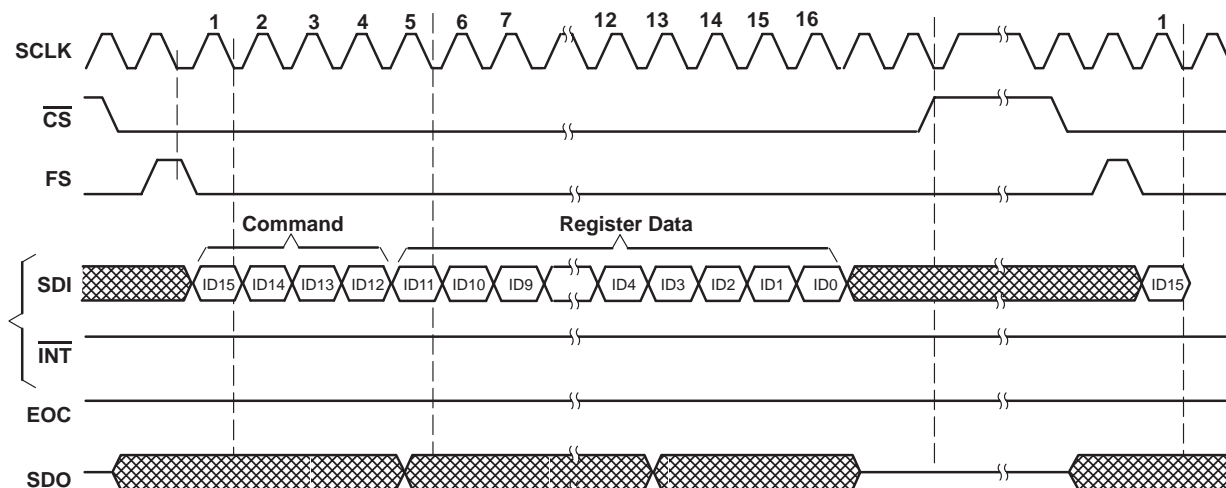 1 2 3 4 5 6 7 12 13 14 15 16 1
SCLK
CS
FS
Command Register Data
SDI ID15 ID14 ID13 ID12 ID11 ID10 ID9 ID4 ID3 ID2 ID1 ID0 ID15
INT
EOC
SDO